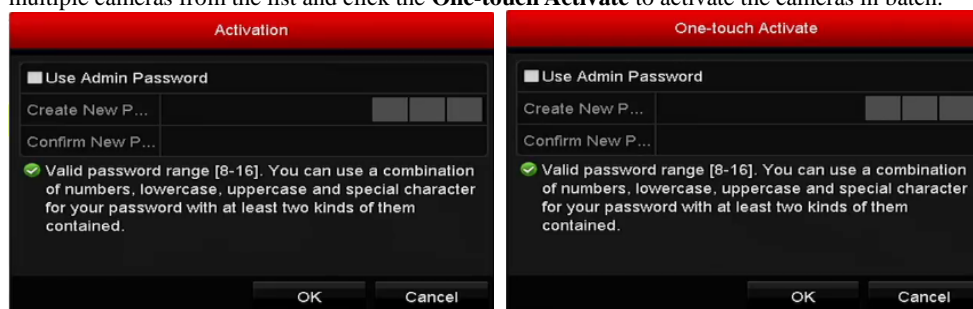 multiple cameras from the list and click the One-touch Activate to activate the cameras in batch.
Activation
Use Admin Password
Create New P...
Confirm New P...
Valid password range [8-16]. You can use a combination
of numbers, lowercase, uppercase and special character
for your password with at least two kinds of them
contained.
OK Cancel
One-touch Activate
Use Admin Password
Create New P...
Confirm New P...
Valid password range [8-16]. You can use a combination
of numbers, lowercase, uppercase and special character
for your password with at least two kinds of them
contained.
OK Cancel